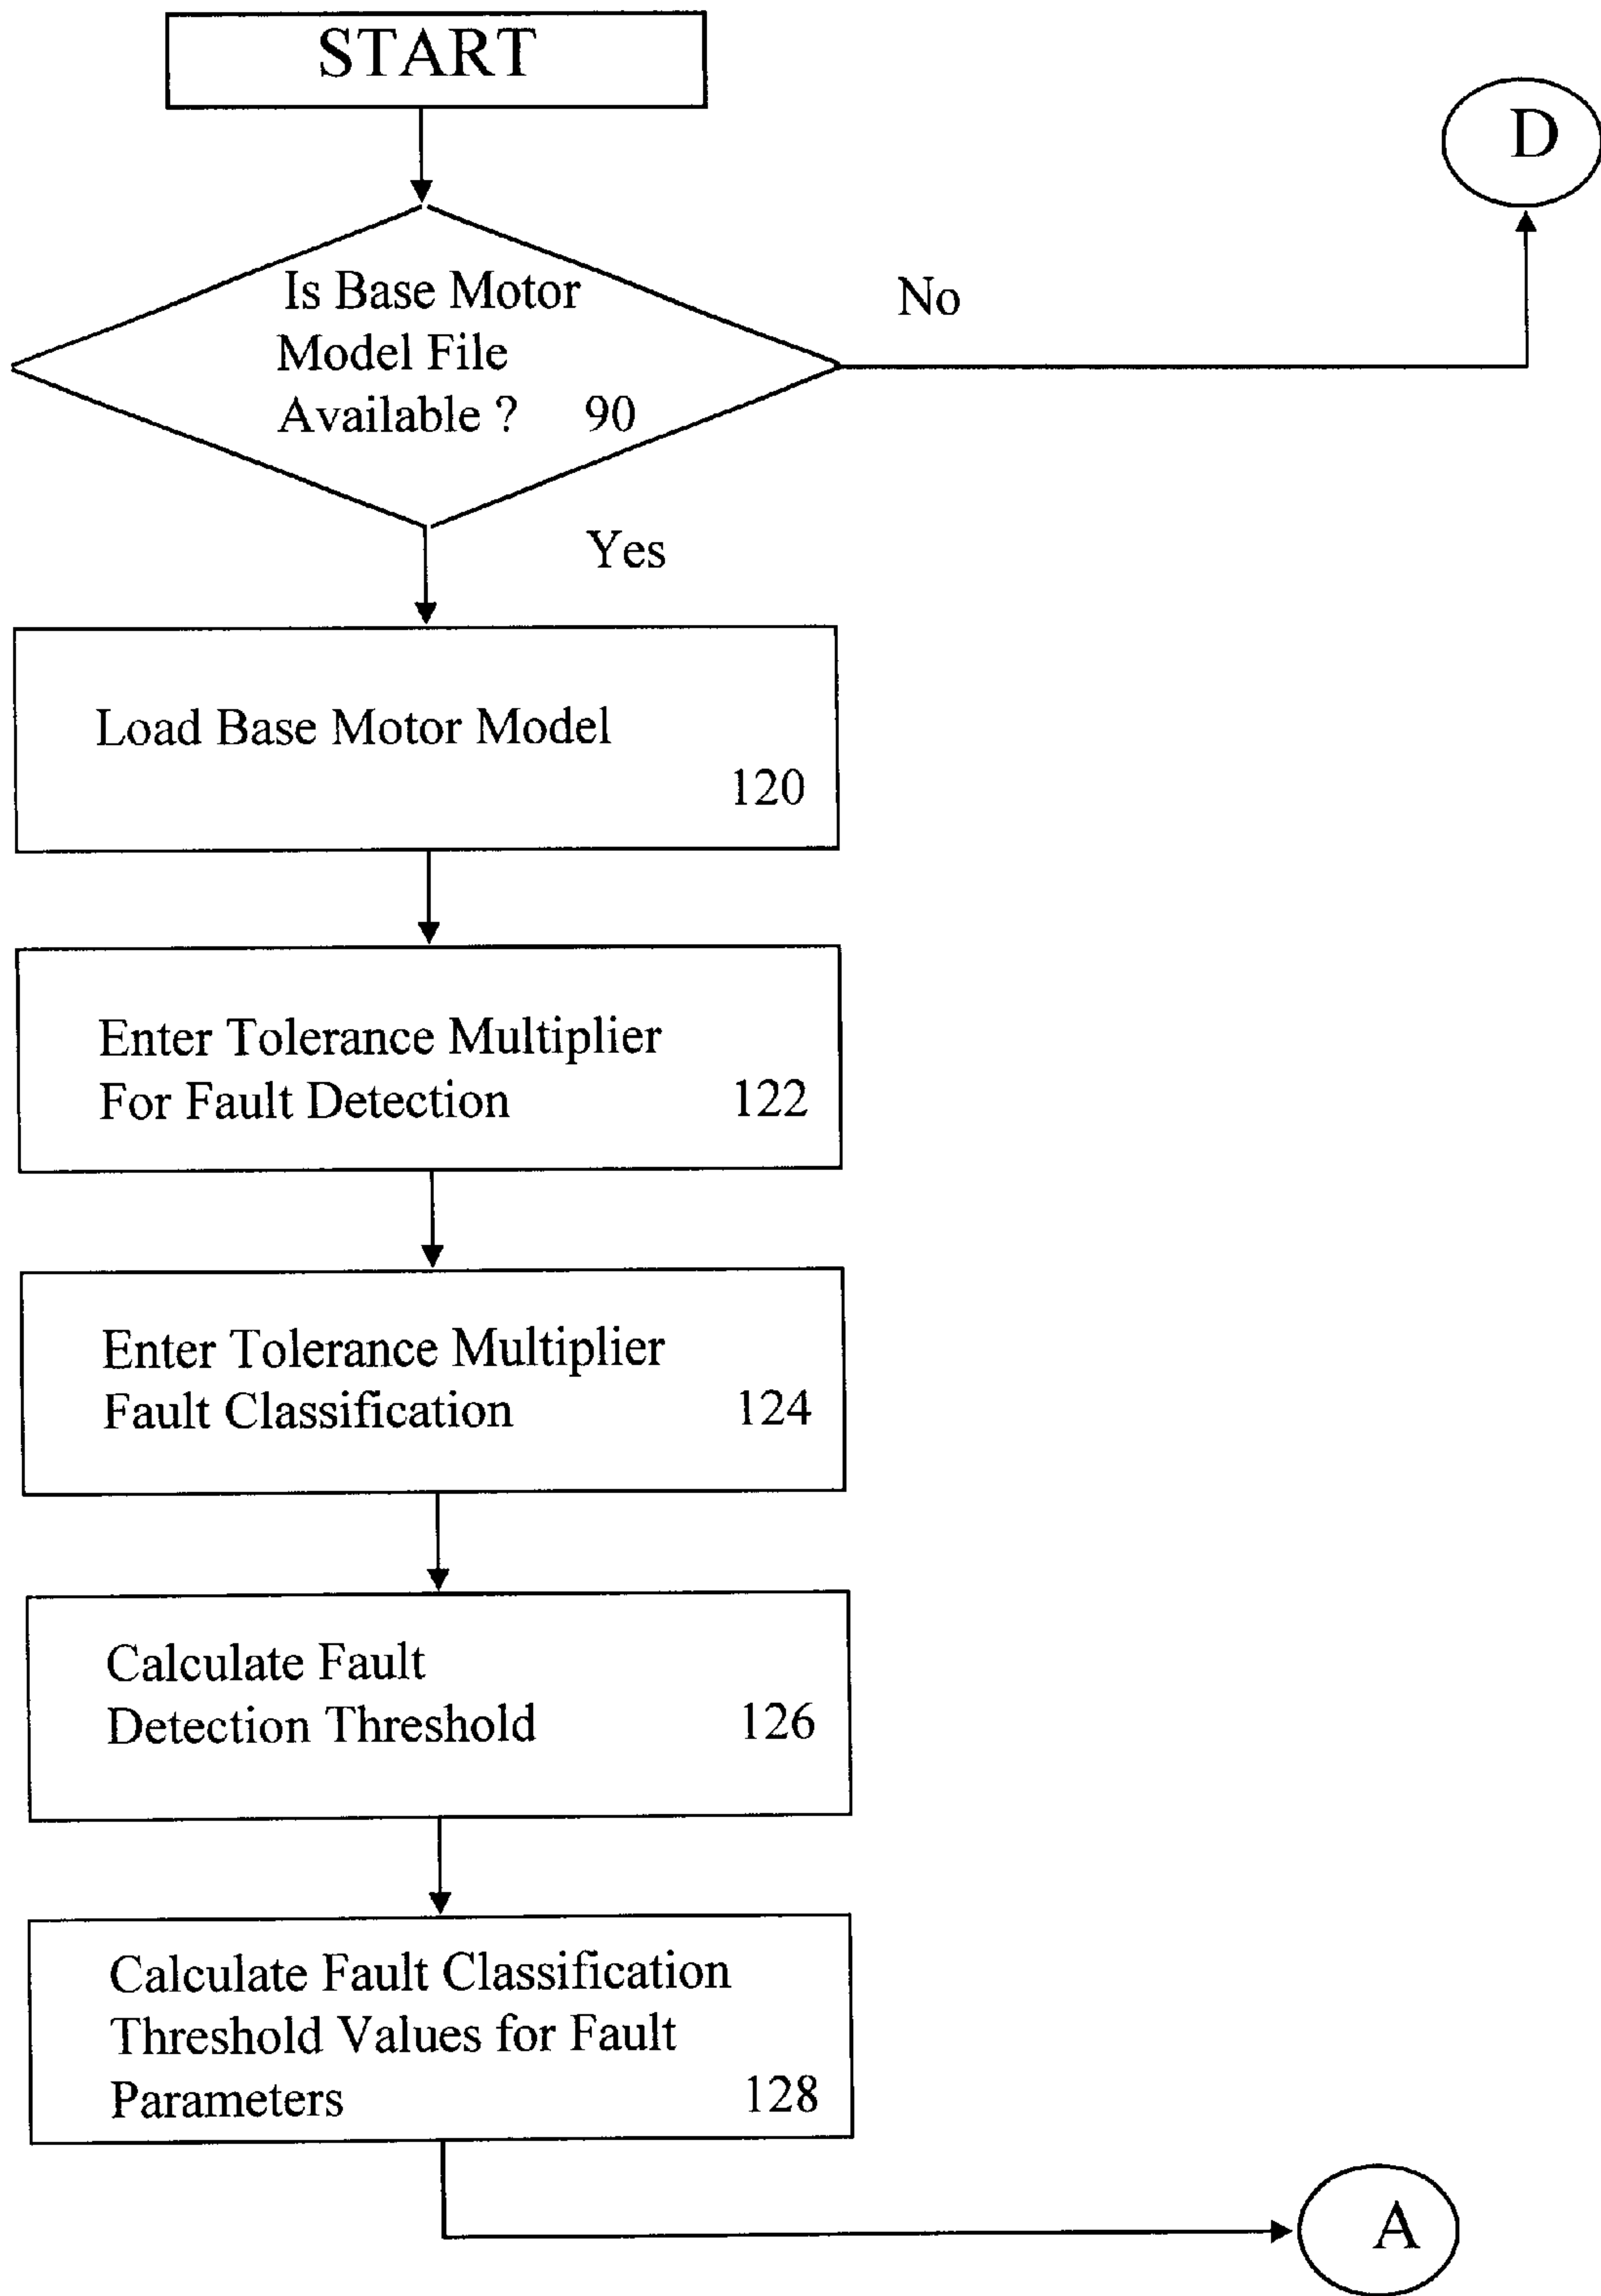 START
D
Is Base Motor
No
Model File
Available ? 90
Yes
Load Base Motor Model
120
Enter Tolerance Multiplier
For Fault Detection 122
Enter Tolerance Multiplier
Fault Classification 124
Calculate Fault
Detection Threshold 126
Calculate Fault Classification
Threshold Values for Fault
Parameters 128
A